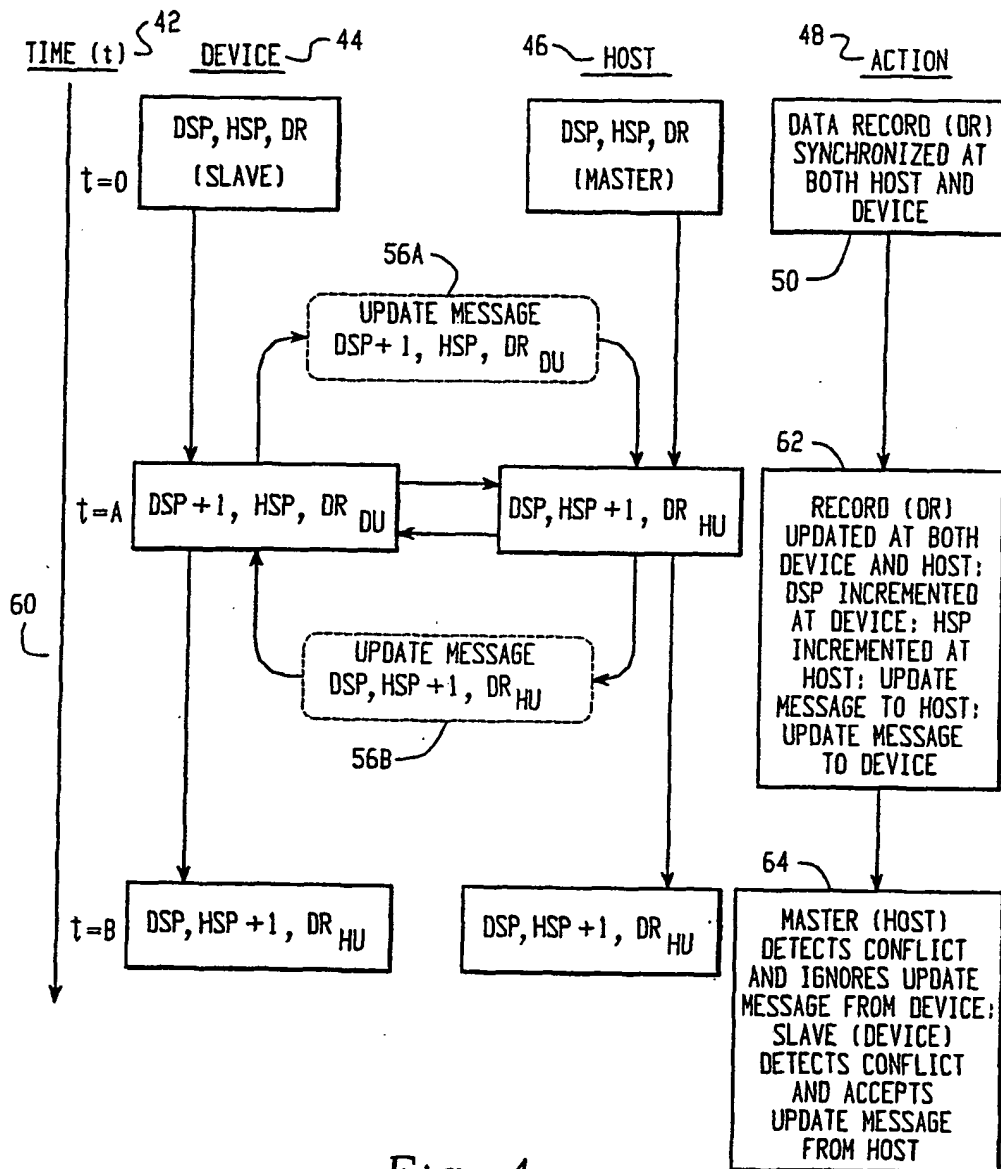 TIME (t) 42
DEVICE 44
46 HOST
48 ACTION
t=0
DSP, HSP, DR
(SLAVE)
DSP, HSP, DR
(MASTER)
DATA RECORD (DR)
SYNCHRONIZED AT
BOTH HOST AND
DEVICE
50
56A
UPDATE MESSAGE
DSP+1, HSP, DR DU
t=A
DSP+1, HSP, DR DU
DSP, HSP+1, DR HU
62
RECORD (DR)
UPDATED AT BOTH
DEVICE AND HOST;
DSP INCREMENTED
AT DEVICE; HSP
INCREMENTED AT
HOST; UPDATE
MESSAGE TO HOST;
UPDATE MESSAGE
TO DEVICE
60
UPDATE MESSAGE
DSP, HSP+1, DR HU
56B
t=B
DSP, HSP+1, DR HU
DSP, HSP+1, DR HU
64
MASTER (HOST)
DETECTS CONFLICT
AND IGNORES UPDATE
MESSAGE FROM DEVICE;
SLAVE (DEVICE)
DETECTS CONFLICT
AND ACCEPTS
UPDATE MESSAGE
FROM HOST